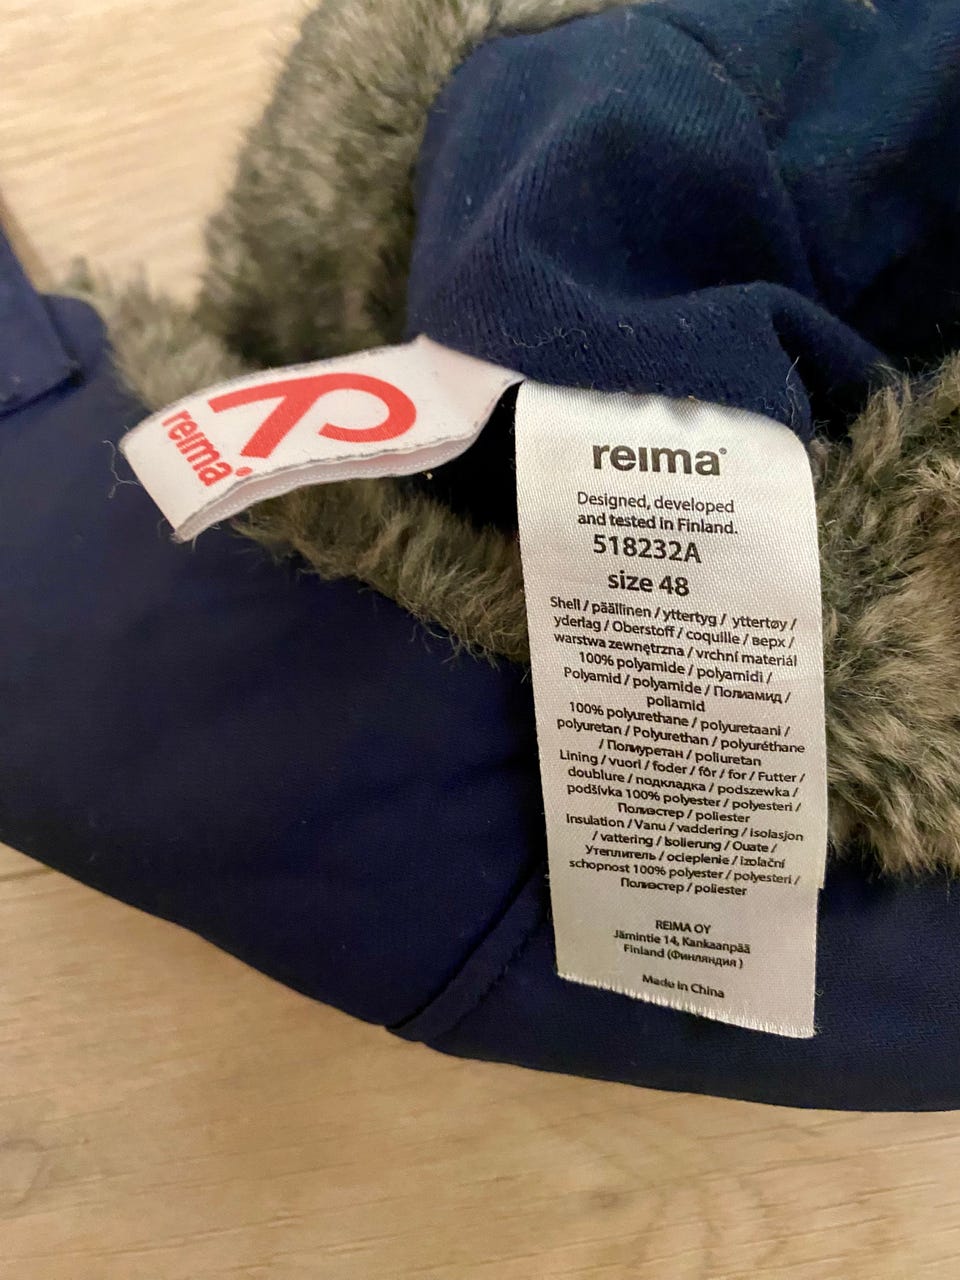 reima
reima
Designed, developed
and tested in Finland.
518232A
size 48
Shell / päällinen / yttertyg / yttertøy /
yderlag / Oberstoff / coquille / верх /
warstwa zewnętrzna / vrchní materiál
100% polyamide / polyamidi /
Polyamid / polyamide / Полиамид /
poliamid
100% polyurethane / polyuretaani /
polyuretan / Polyurethan / polyuréthane
/ Полиуретан / poliuretan
Lining / vuori / foder / fôr / for / Futter /
doublure / подкладка / podszewka /
podšívka 100% polyester / polyesteri /
Полиэстер / poliester
Insulation / Vanu / vaddering / isolasjon
/ vattering / Isolierung / Ouate /
Утеплитель / ocieplenie / izolační
schopnost 100% polyester / polyesteri /
Полиэстер / poliester
REIMA OY
Jämintie 14, Kankaanpää
Finland (Финляндия )
Made in China